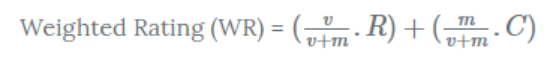 Weighted Rating (WR) = (v/v+m . R) + (m/v+m . C)